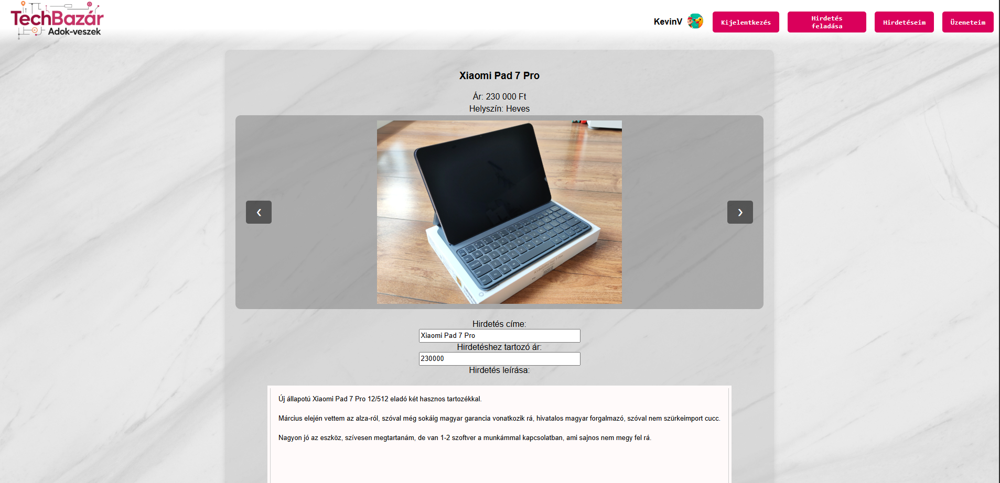 TechBazár
Adok-veszek
KevinV
Kijelentkezés
Hirdetés
feladása
Hirdetéseim
Üzeneteim
Xiaomi Pad 7 Pro
Ár: 230 000 Ft
Helyszín: Heves
❮
❯
Xiaomi Pad 7 Pro
Hirdetés címe:
Xiaomi Pad 7 Pro
Hirdetéshez tartozó ár:
230000
Hirdetés leírása:
Új állapotú Xiaomi Pad 7 Pro 12/512 eladó két hasznos tartozékkal.
Március elején vettem az alza-ról, szóval még sokáig magyar garancia vonatkozik rá, hivatalos magyar forgalmazó, szóval nem szürkeimport cucc.
Nagyon jó az eszköz, szívesen megtartanám, de van 1-2 szoftver a munkámmal kapcsolatban, ami sajnos nem megy fel rá.